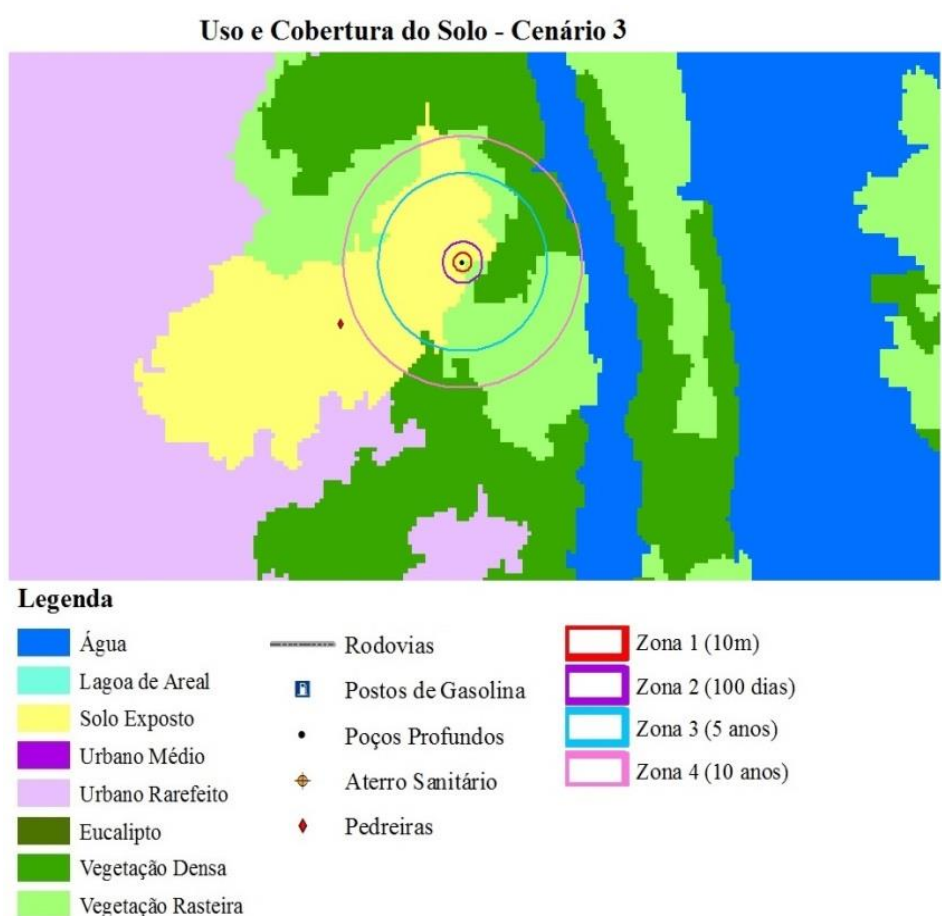 Uso e Cobertura do Solo - Cenário 3
Legenda
Água
Lagoa de Areal
Solo Exposto
Urbano Médio
Urbano Rarefeito
Eucalipto
Vegetação Densa
Vegetação Rasteira
Rodovias
Postos de Gasolina
Poços Profundos
Aterro Sanitário
Pedreiras
Zona 1 (10m)
Zona 2 (100 dias)
Zona 3 (5 anos)
Zona 4 (10 anos)